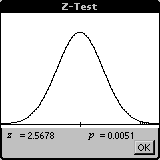 Z-Test
z = 2.5678 p = 0.0051
OK